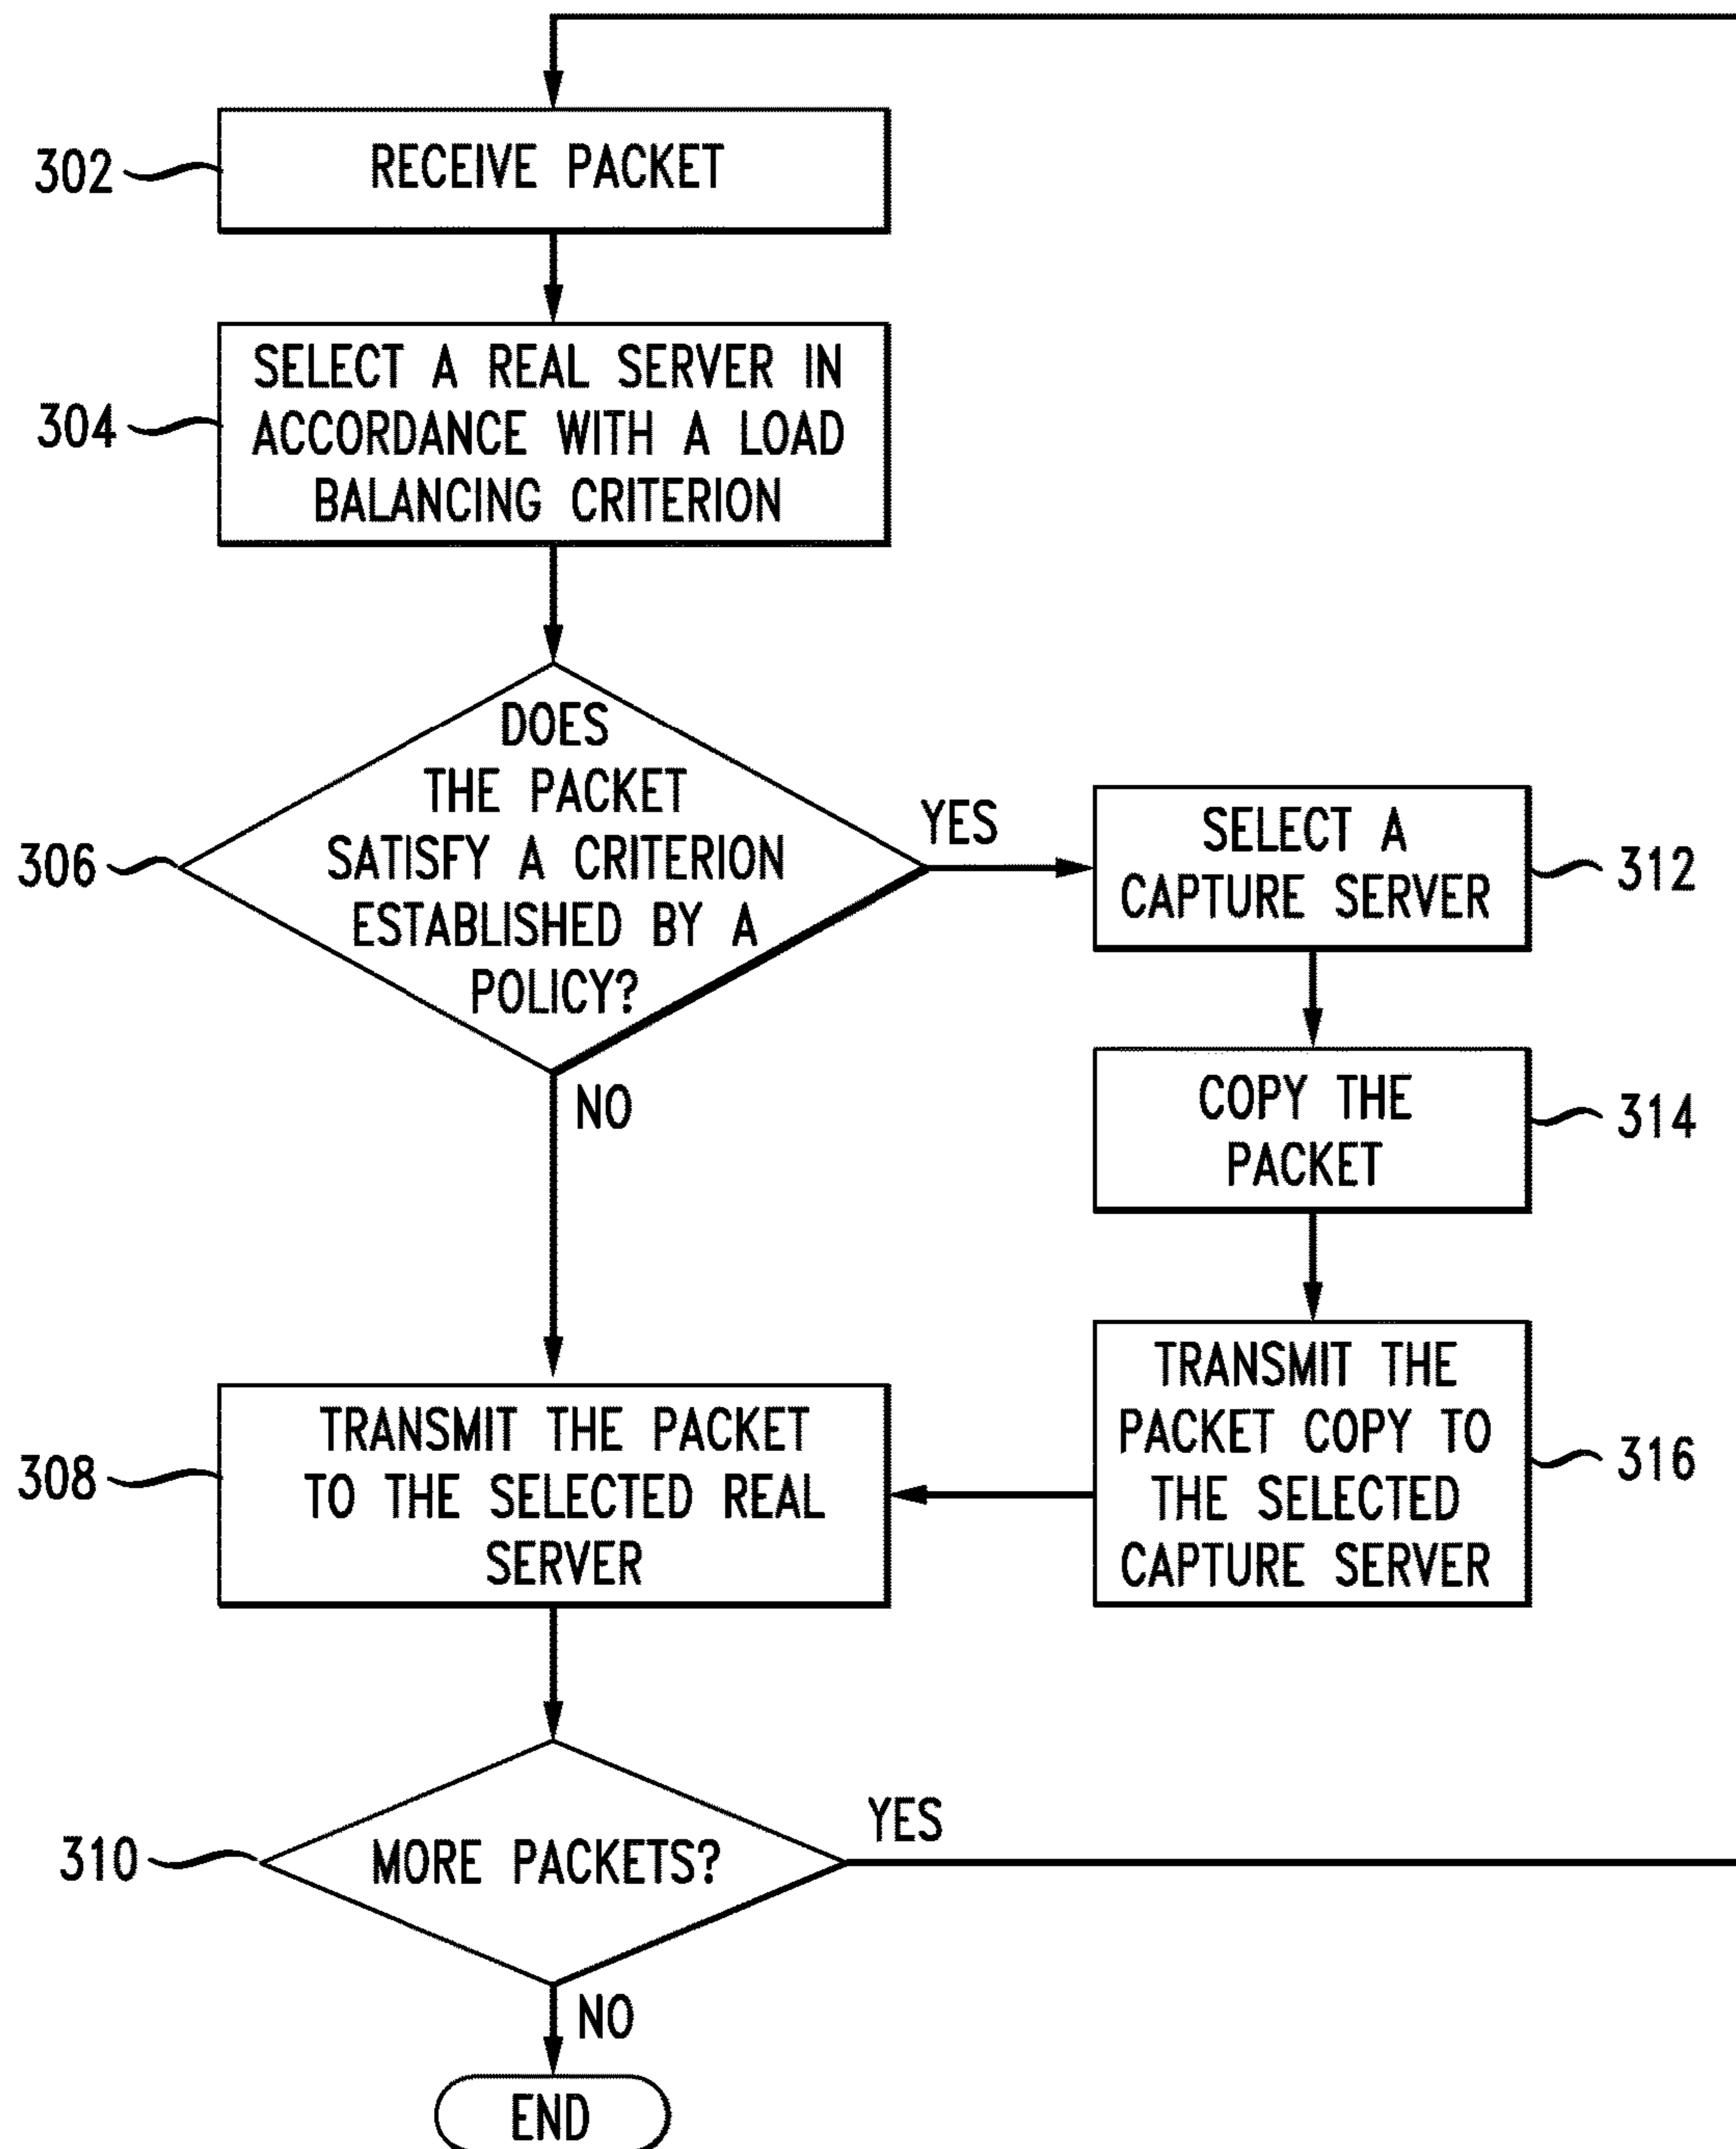 302
RECEIVE PACKET
304
SELECT A REAL SERVER IN
ACCORDANCE WITH A LOAD
BALANCING CRITERION
306
DOES
THE PACKET
SATISFY A CRITERION
ESTABLISHED BY A
POLICY?
YES
NO
SELECT A
CAPTURE SERVER
312
COPY THE
PACKET
314
TRANSMIT THE
PACKET COPY TO
THE SELECTED
CAPTURE SERVER
316
308
TRANSMIT THE PACKET
TO THE SELECTED REAL
SERVER
310
MORE PACKETS?
YES
NO
END